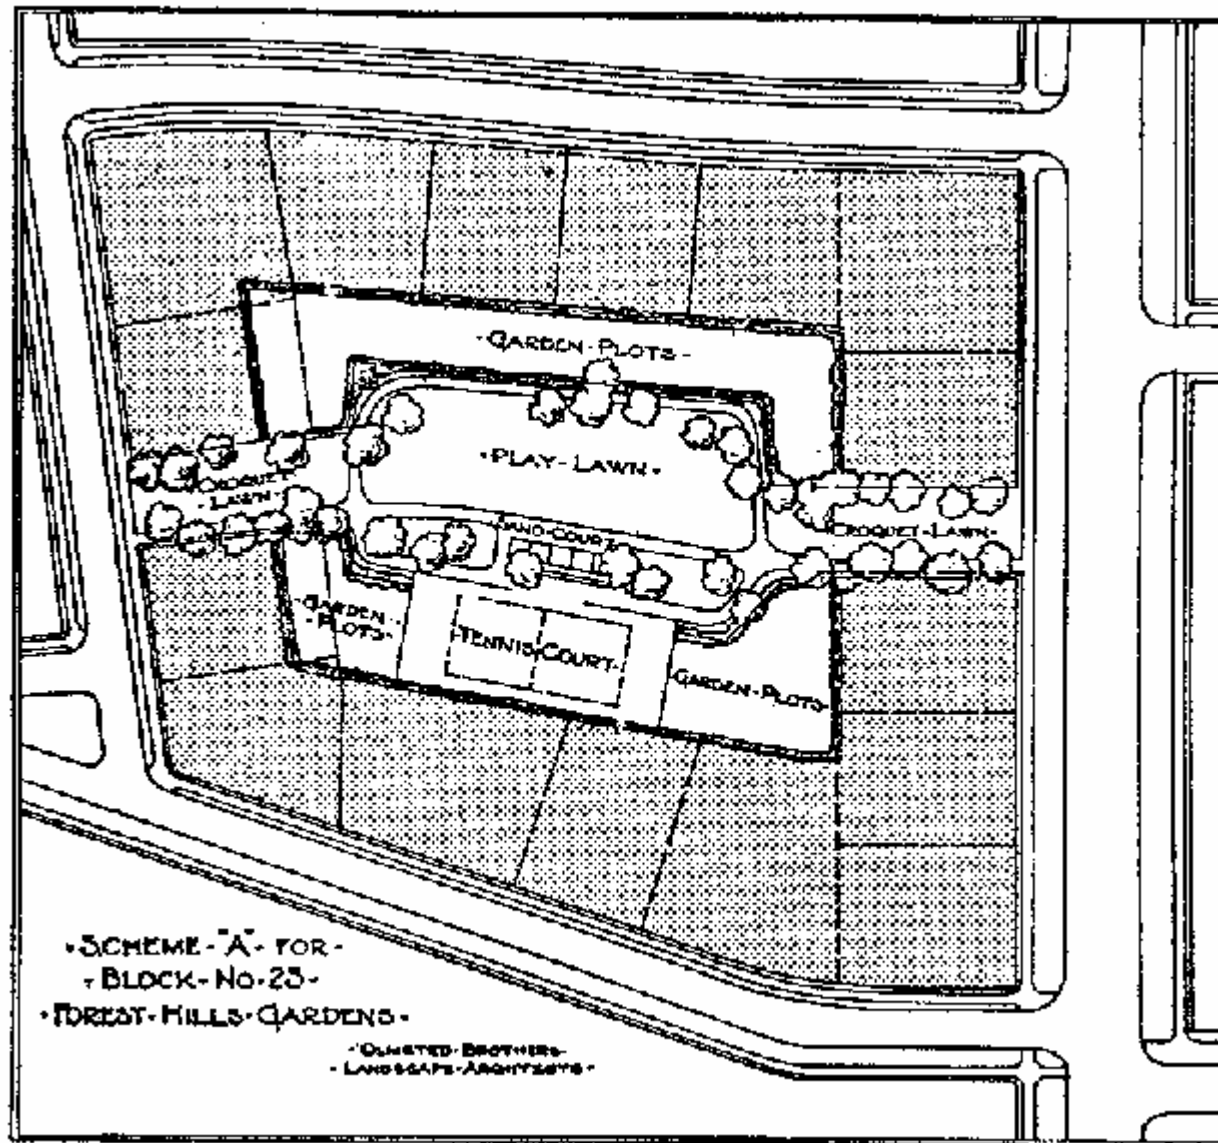 -GARDEN-PLOTS-
-PLAY-LAWN-
-CROQUET-
-LAWN-
-SAND-COURT-
-CROQUET-LAWN-
-GARDEN-
-PLOTS-
-TENNIS-COURT-
-GARDEN-PLOTS-
-SCHEME-"A"-FOR-
-BLOCK-No-23-
-FOREST-HILLS-GARDENS-
-OLMSTED-BROTHERS-
-LANDSCAPE-ARCHITECTS-